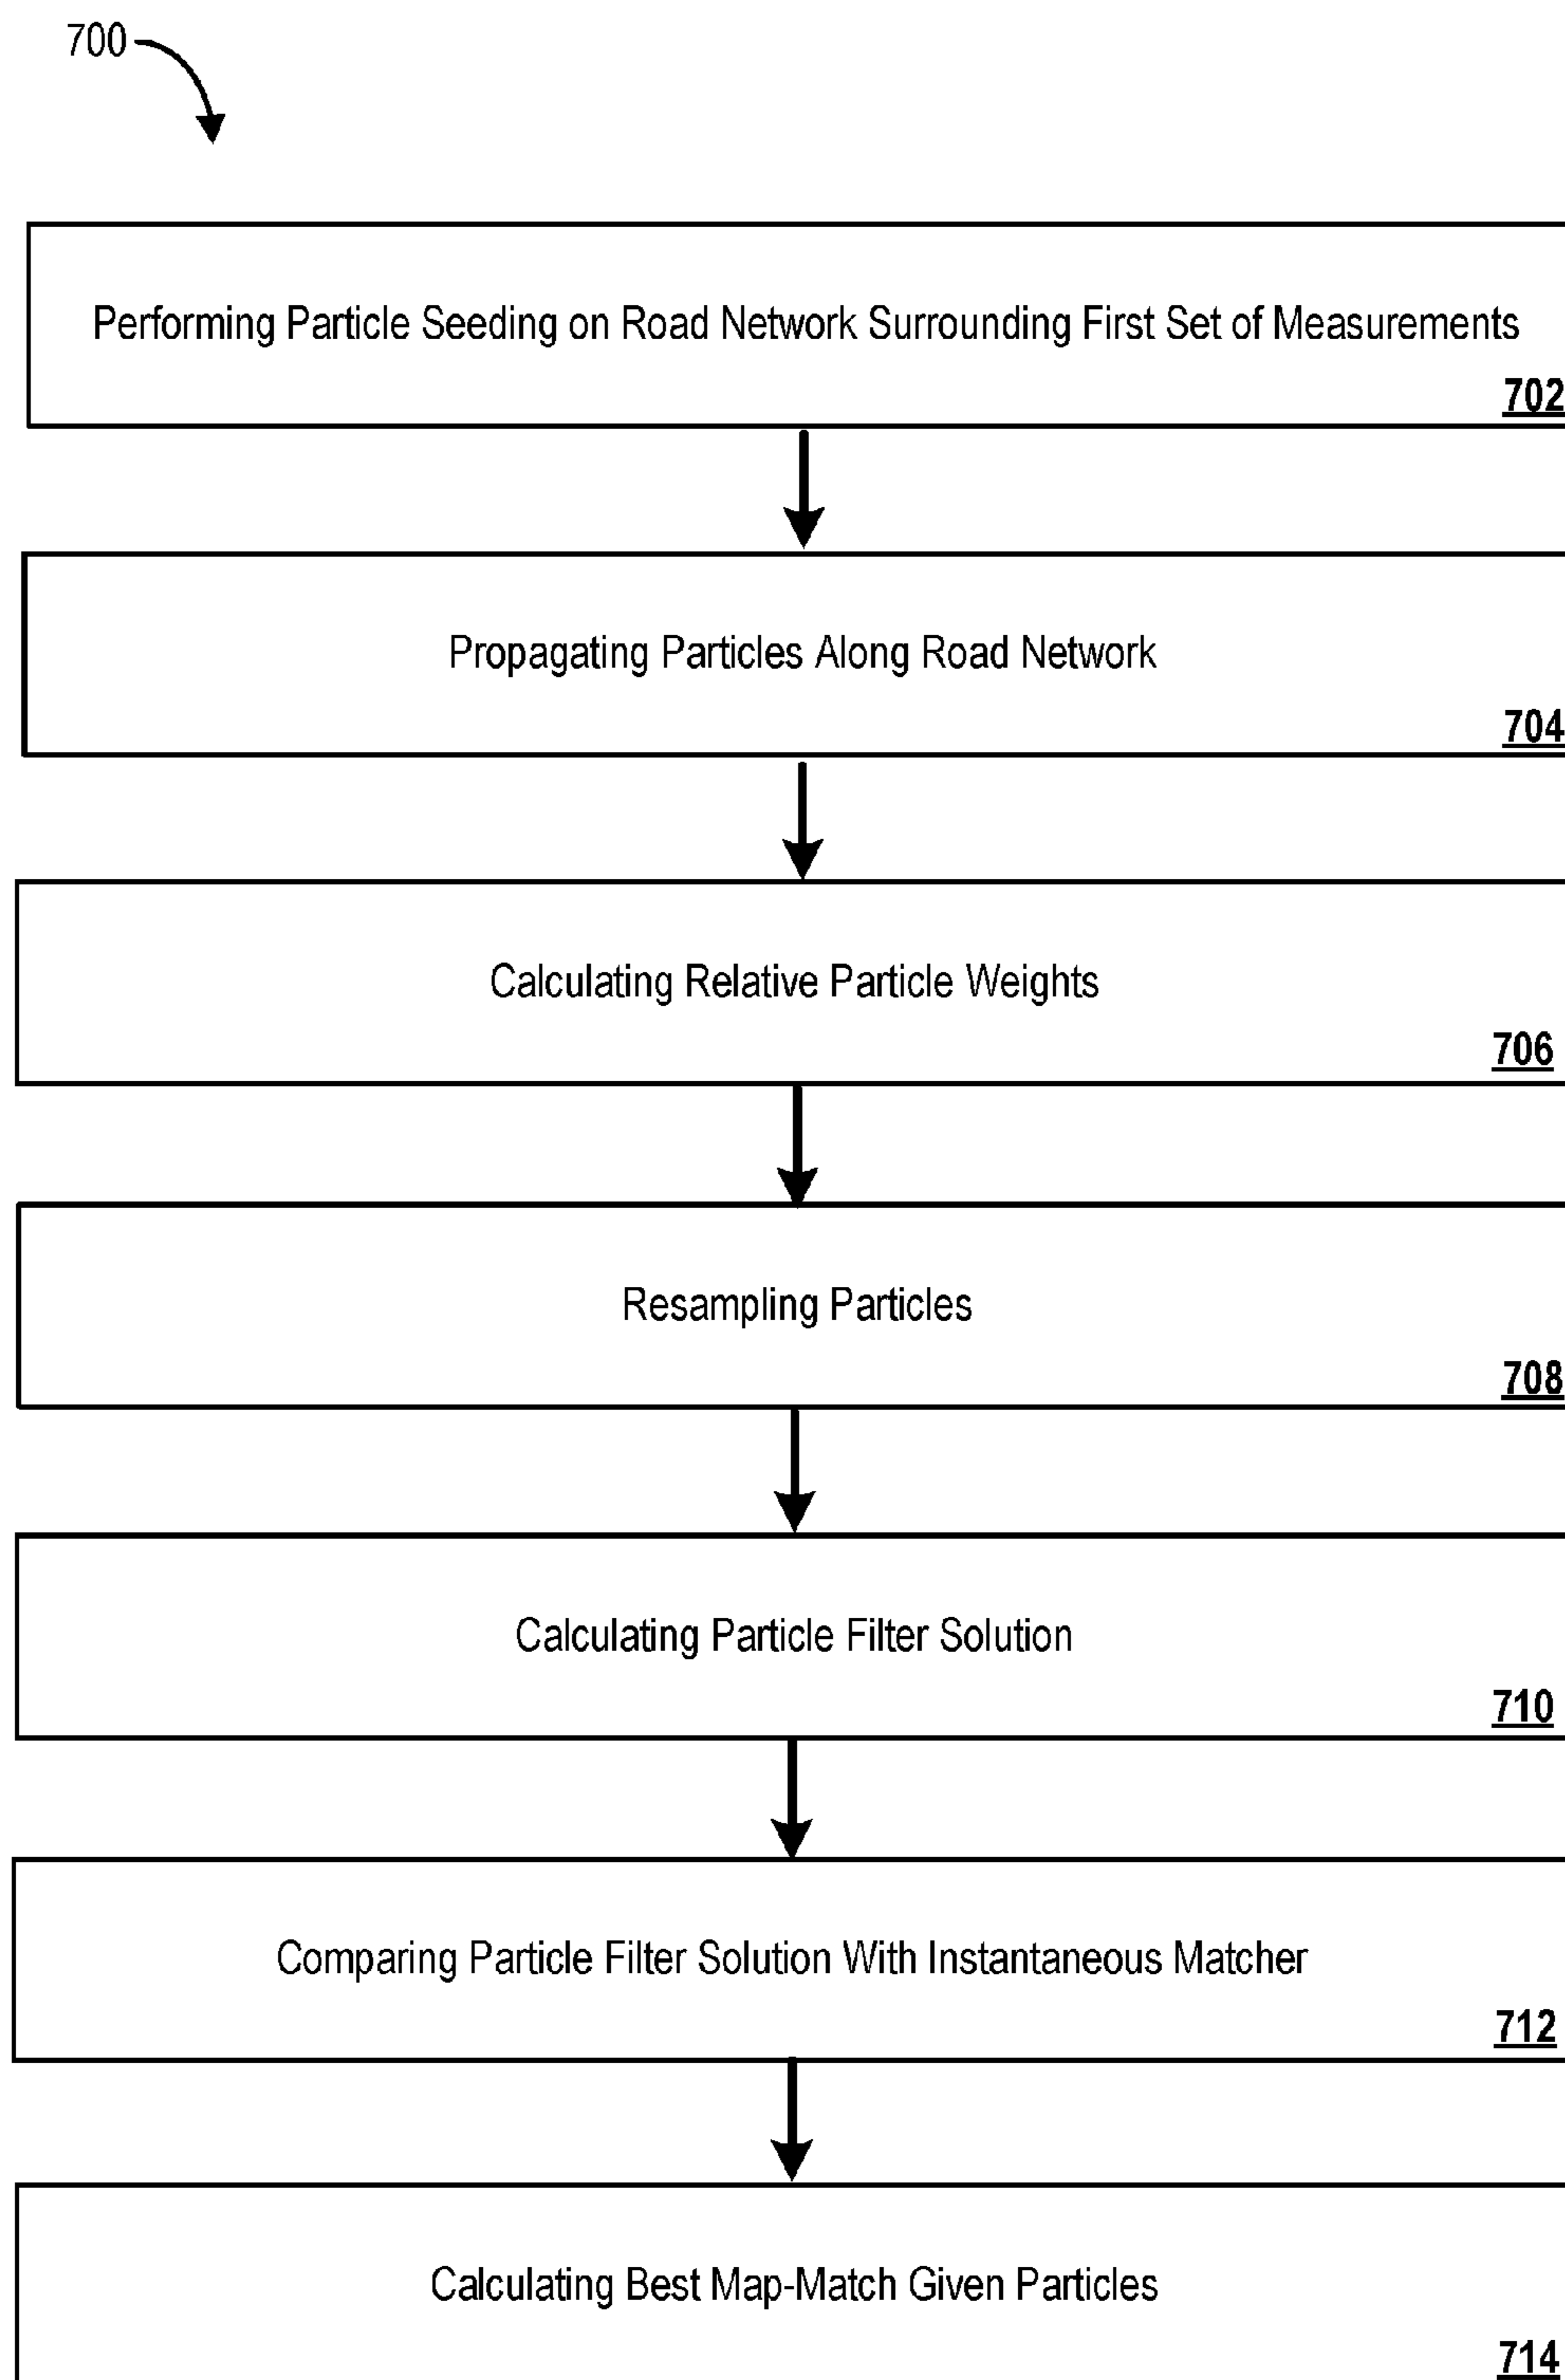 700
Performing Particle Seeding on Road Network Surrounding First Set of Measurements
702
Propagating Particles Along Road Network
704
Calculating Relative Particle Weights
706
Resampling Particles
708
Calculating Particle Filter Solution
710
Comparing Particle Filter Solution With Instantaneous Matcher
712
Calculating Best Map-Match Given Particles
714